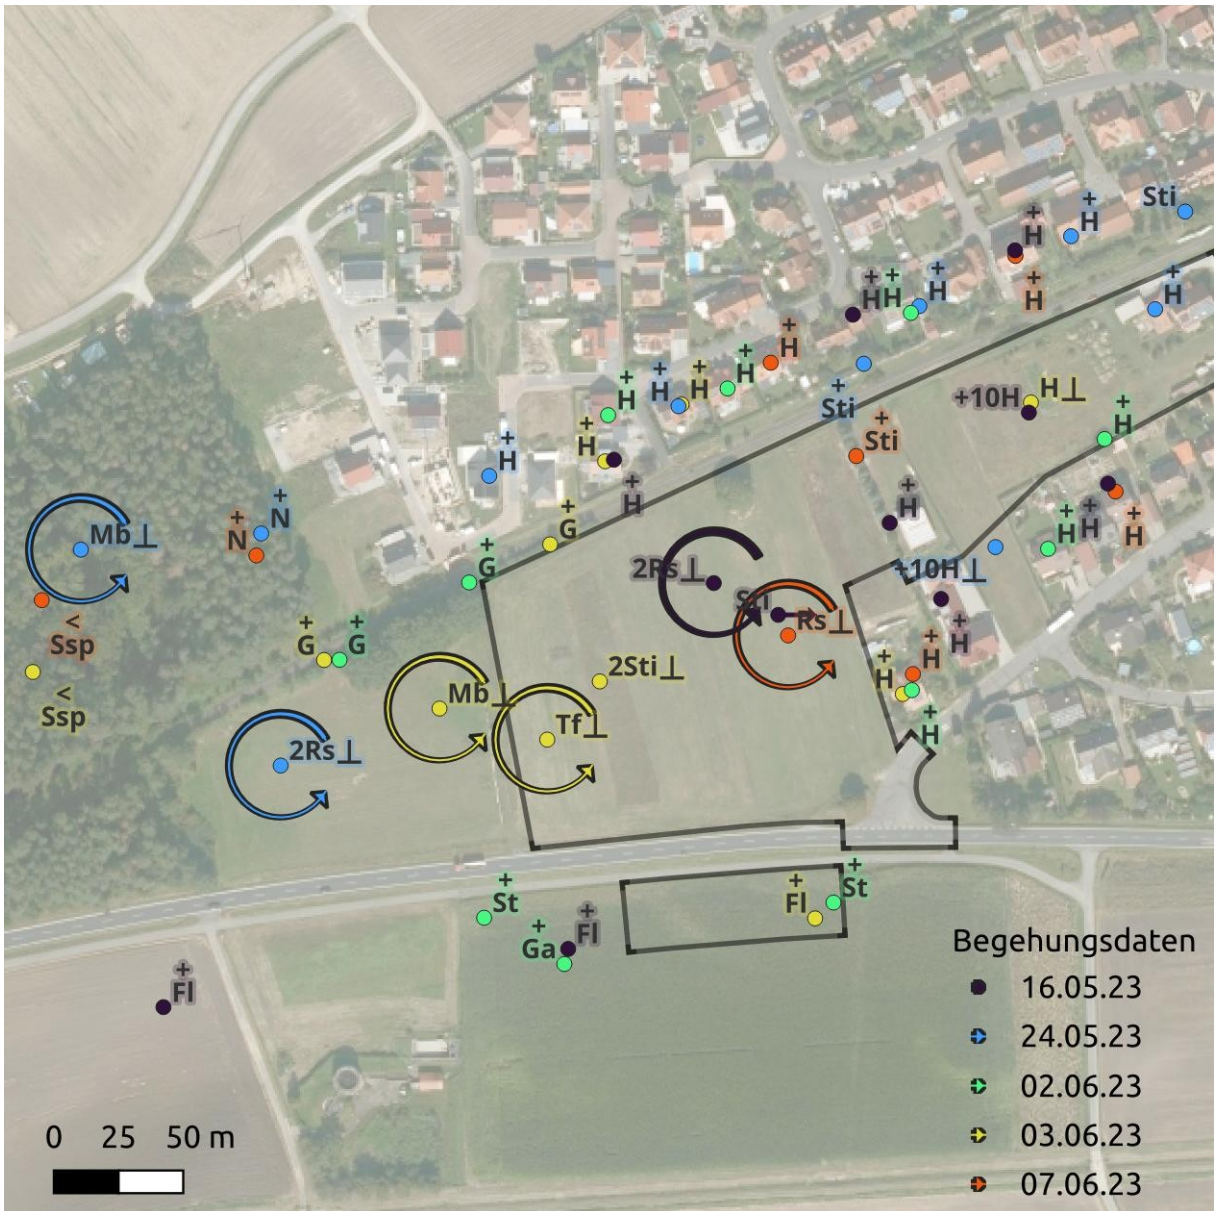 Sti
+
H
+
H
+
H
+
H
+
H
+
H
+
H
+
H
+
H
+
H
+
H
+
H
+
H
+
Sti
+10H
H⊥
+
H
+
Sti
+
H
+
H
+
H
+
N
+
N
Mb⊥
+
G
+
G
+
H
+
H
+
H
+
H
2Rs⊥
+10H⊥
Sti
Rs⊥
<
Ssp
+
G
+
G
+
H
+
H
+
H
2Sti⊥
<
Ssp
Mb⊥
Tf⊥
+
H
2Rs⊥
+
St
+
Fl
+
St
+
Ga
+
Fl
+
Fl
Begehungsdaten
16.05.23
24.05.23
02.06.23
03.06.23
07.06.23
0 25 50 m